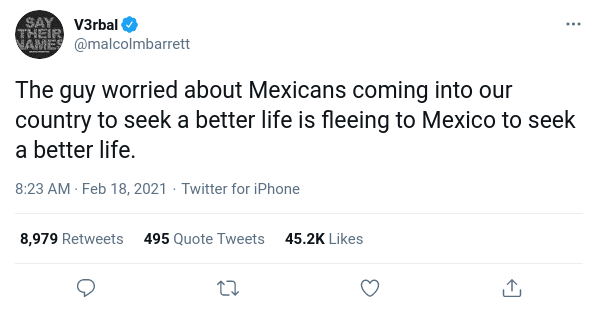 SAY
THEIR
NAMES
V3rbal
@malcolmbarrett
The guy worried about Mexicans coming into our
country to seek a better life is fleeing to Mexico to seek
a better life.
8:23 AM · Feb 18, 2021 · Twitter for iPhone
8,979 Retweets 495 Quote Tweets 45.2K Likes